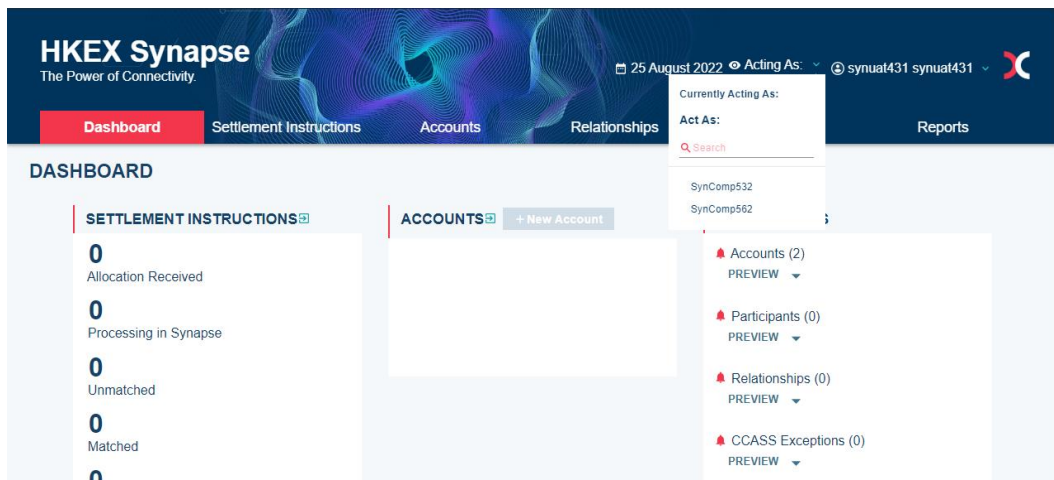 HKEX Synapse
The Power of Connectivity.
25 August 2022 Acting As: synuat431 synuat431
Currently Acting As:
Act As:
Search
SynComp532
SynComp562
Dashboard Settlement Instructions Accounts Relationships Reports
DASHBOARD
SETTLEMENT INSTRUCTIONS
0
Allocation Received
0
Processing in Synapse
0
Unmatched
0
Matched
ACCOUNTS + New Account
Accounts (2)
PREVIEW
Participants (0)
PREVIEW
Relationships (0)
PREVIEW
CCASS Exceptions (0)
PREVIEW